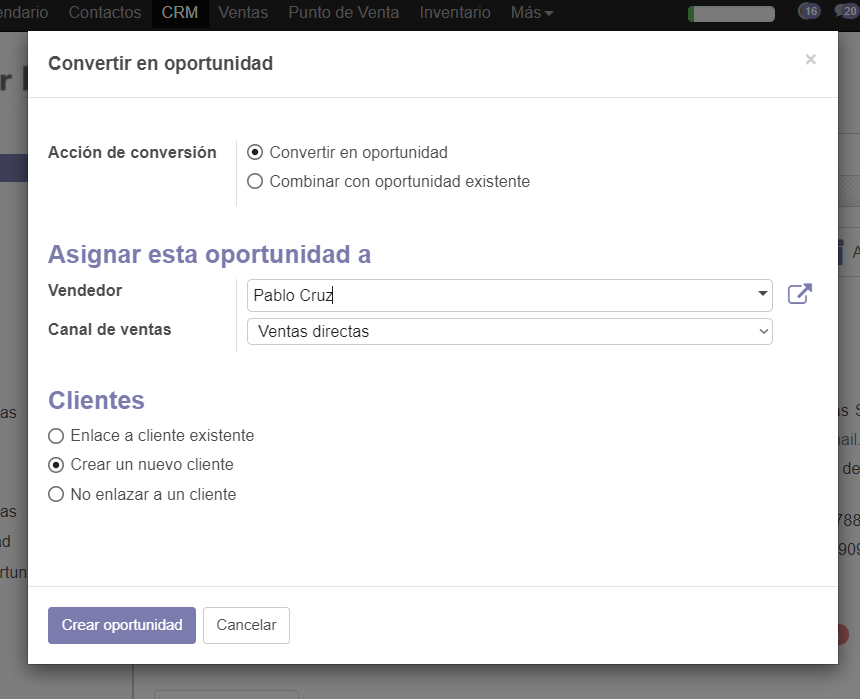 Contactos CRM Ventas Punto de Venta Inventario Más 16 20
Convertir en oportunidad ×
Acción de conversión
Convertir en oportunidad
Combinar con oportunidad existente
Asignar esta oportunidad a
Vendedor Pablo Cruz
Canal de ventas Ventas directas
Clientes
Enlace a cliente existente
Crear un nuevo cliente
No enlazar a un cliente
Crear oportunidad Cancelar